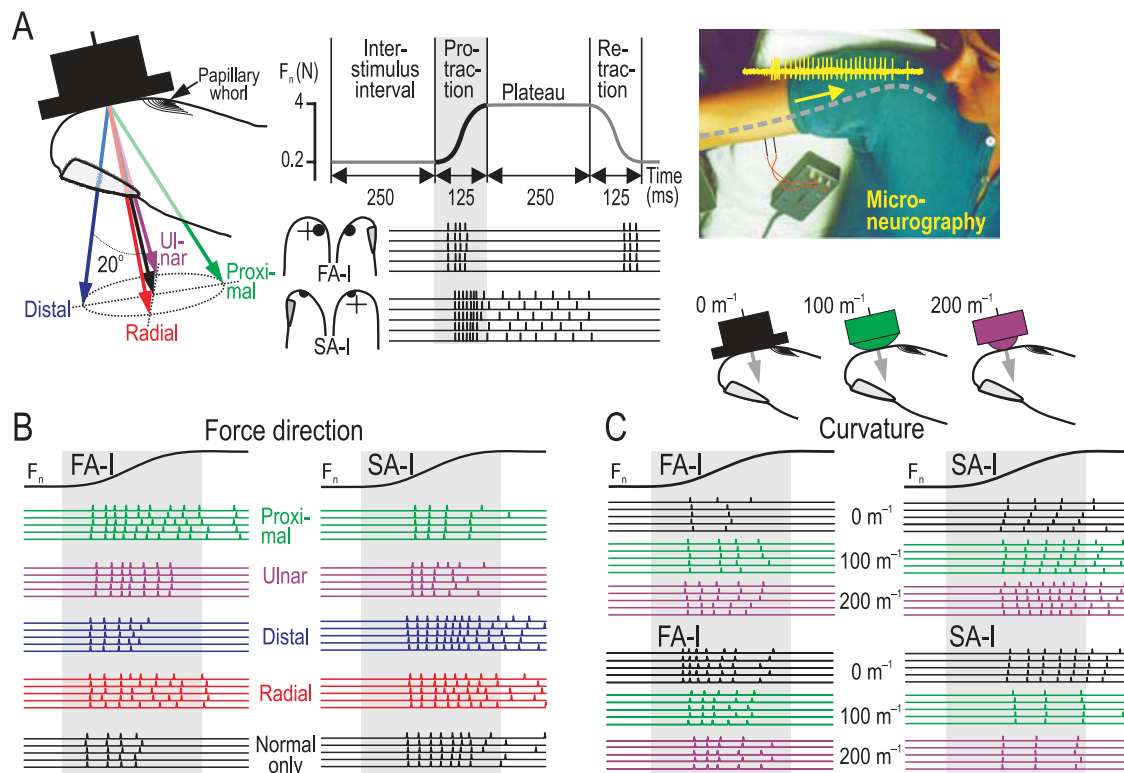 A
Papillary
whorl
20°
Ul-
nar
Proxi-
mal
Distal
Radial
Fn (N)
4
0.2
Inter-
stimulus
interval
Pro-
trac-
tion
Plateau
Re-
trac-
tion
Time
(ms)
250
125
250
125
FA-I
SA-I
Micro-
neurography
0 m⁻¹
100 m⁻¹
200 m⁻¹
B
Force direction
Fn
FA-I
SA-I
Proxi-
mal
Ulnar
Distal
Radial
Normal
only
C
Curvature
Fn
FA-I
SA-I
0 m⁻¹
100 m⁻¹
200 m⁻¹
FA-I
SA-I
0 m⁻¹
100 m⁻¹
200 m⁻¹